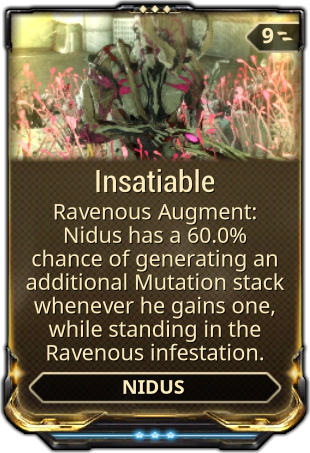 9
Insatiable
Ravenous Augment:
Nidus has a 60.0%
chance of generating an
additional Mutation stack
whenever he gains one,
while standing in the
Ravenous infestation.
NIDUS